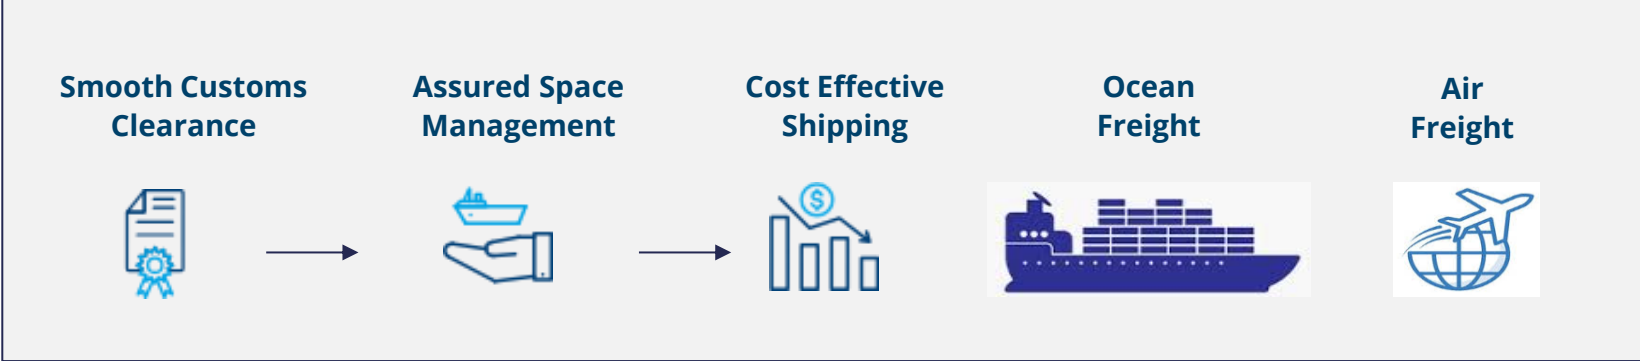 Smooth Customs
Clearance
Assured Space
Management
Cost Effective
Shipping
Ocean
Freight
Air
Freight
$